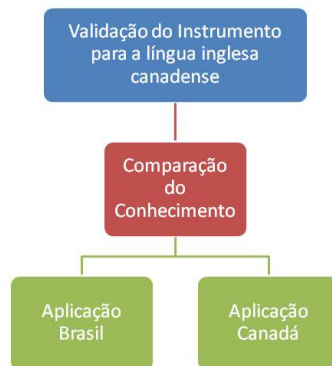 Validação do Instrumento
para a língua inglesa
canadense
Comparação
do
Conhecimento
Aplicação
Brasil
Aplicação
Canadá